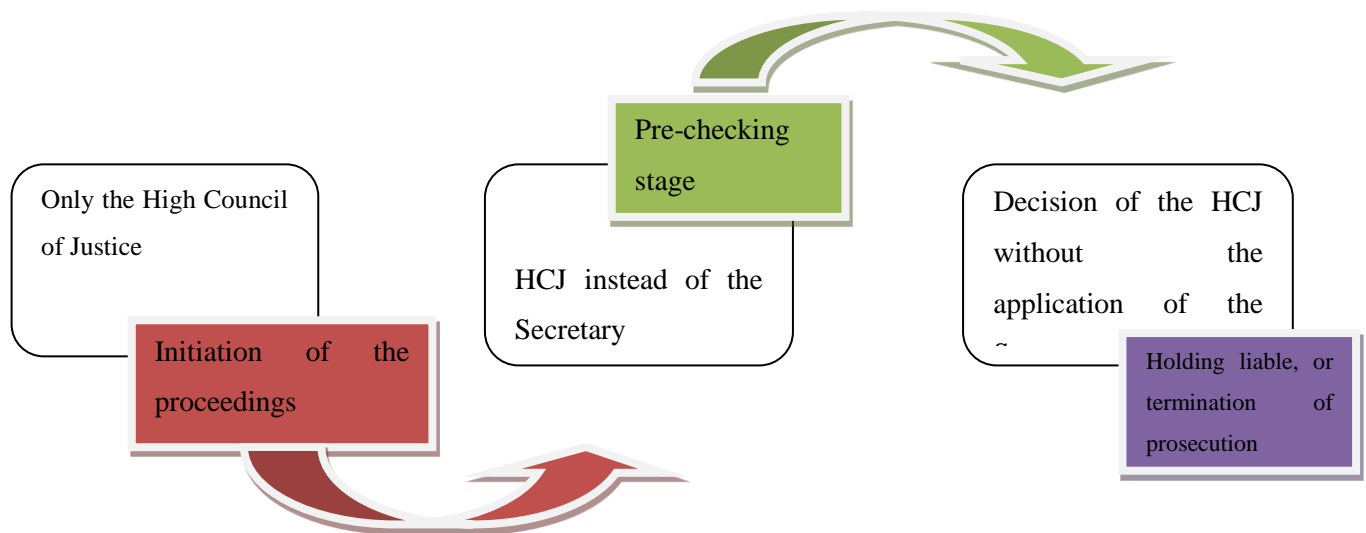 Only the High Council
of Justice
Initiation of the
proceedings
Pre-checking
stage
HCJ instead of the
Secretary
Decision of the HCJ
without the
application of the
Holding liable, or
termination of
prosecution